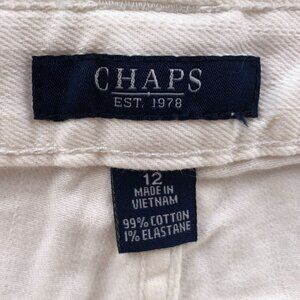 CHAPS
EST. 1978
12
MADE IN
VIETNAM
99% COTTON
1% ELASTANE